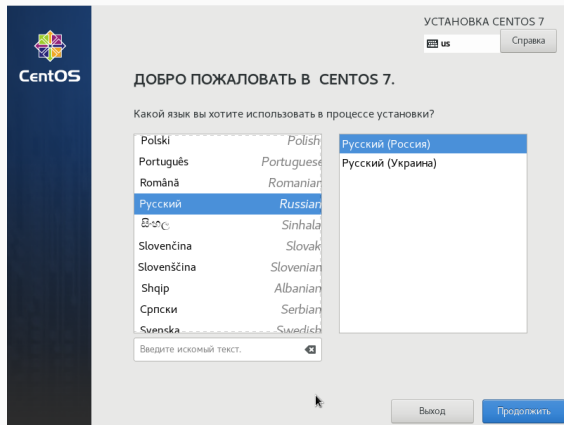 УСТАНОВКА CENTOS 7
us
Справка
CentOS
ДОБРО ПОЖАЛОВАТЬ В CENTOS 7.
Какой язык вы хотите использовать в процессе установки?
Polski Polish
Português Portuguese
Română Romanian
Русский Russian
Sinhala
Slovenčina Slovak
Slovenščina Slovenian
Shqip Albanian
Српски Serbian
Svenska Swedish
Русский (Россия)
Русский (Украина)
Введите искомый текст.
Выход
Продолжить